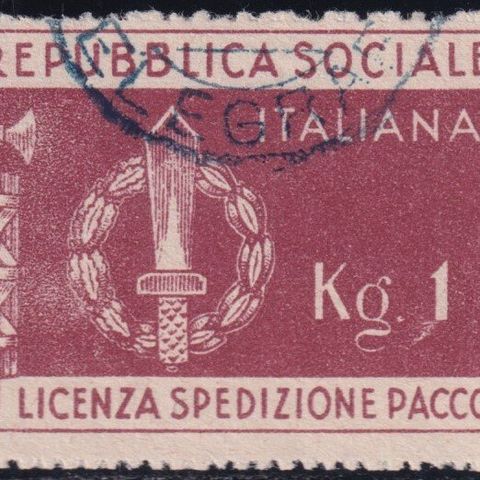 REPUBBLICA SOCIALE
ITALIANA
Kg. 1
LICENZA SPEDIZIONE PACCO